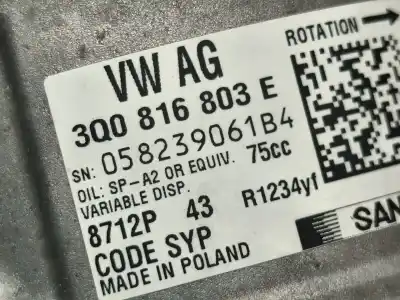 ROTATION
VW AG
3Q0 816 803 E
SN: 058239061B4
OIL: SP-A2 OR EQUIV. 75cc
VARIABLE DISP.
8712P 43 R1234yf
CODE SYP
MADE IN POLAND
SAN